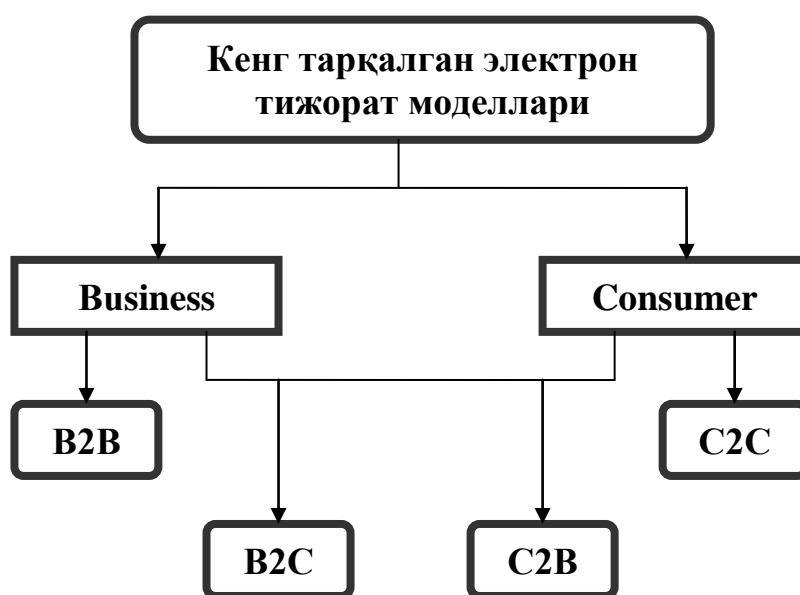 Кенг тарқалган электрон
тижорат моделлари
Business
Consumer
B2B
C2C
B2C
C2B